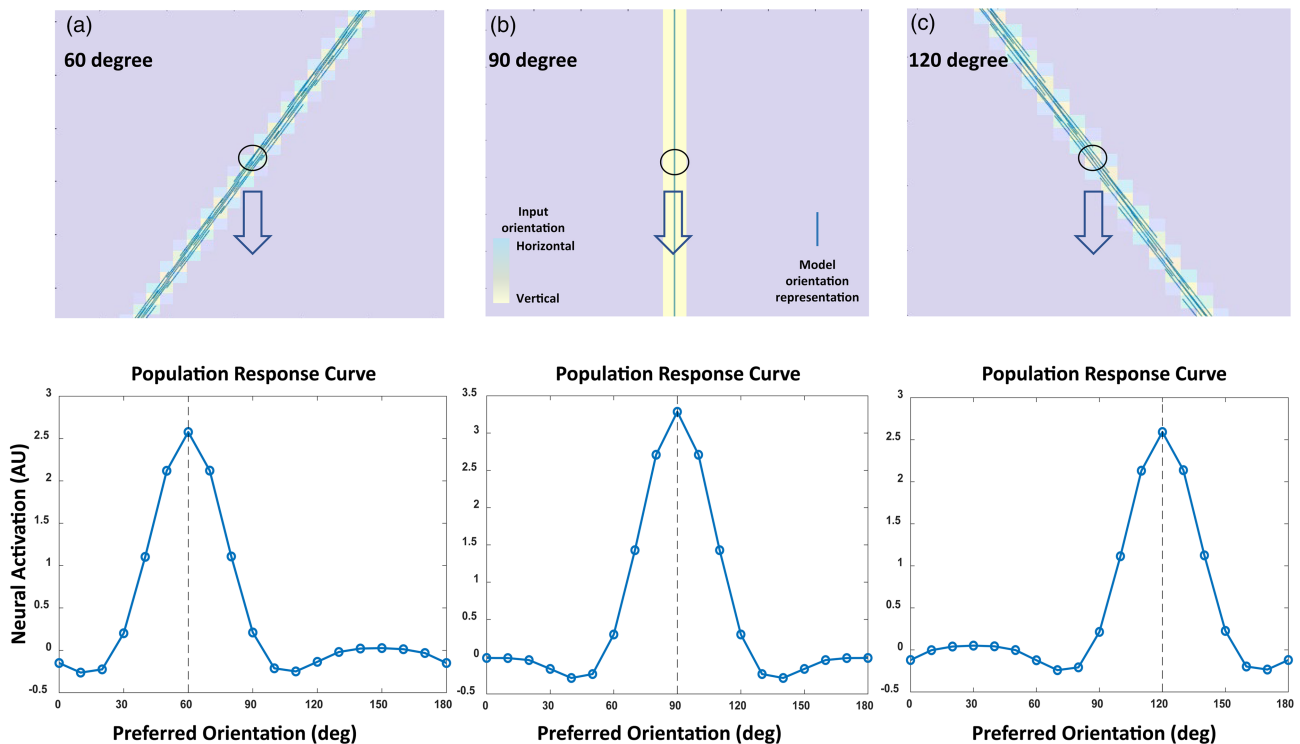 (a)
60 degree
(b)
90 degree
Input
orientation
Horizontal
Vertical
Model
orientation
representation
(c)
120 degree
Population Response Curve
Neural Activation (AU)
3
2.5
2
1.5
1
0.5
0
-0.5
0 30 60 90 120 150 180
Preferred Orientation (deg)
Population Response Curve
3.5
3
2.5
2
1.5
1
0.5
0
-0.5
0 30 60 90 120 150 180
Preferred Orientation (deg)
Population Response Curve
3
2.5
2
1.5
1
0.5
0
-0.5
0 30 60 90 120 150 180
Preferred Orientation (deg)